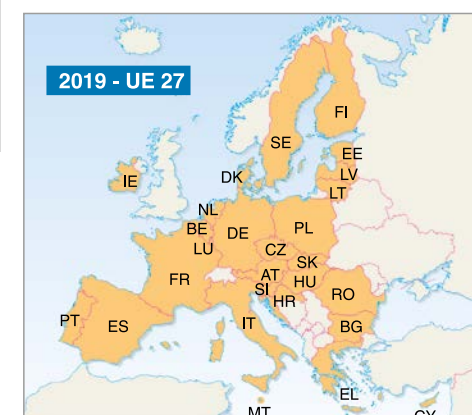 2019 - UE 27
FI
SE
EE
LV
LT
DK
IE
NL
BE
LU
DE
PL
CZ
SK
AT
HU
SI
HR
RO
FR
IT
BG
PT
ES
EL
MT
CY